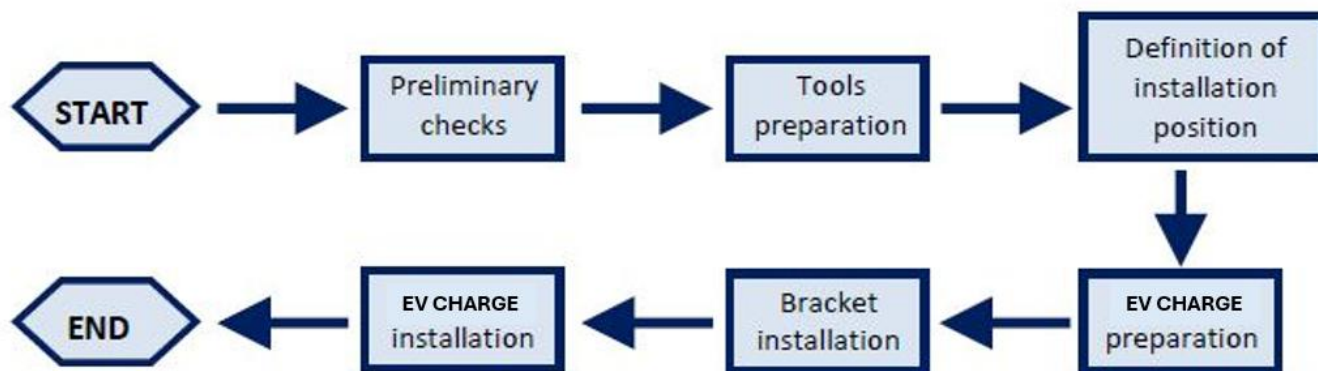 START
Preliminary
checks
Tools
preparation
Definition of
installation
position
EV CHARGE
preparation
Bracket
installation
EV CHARGE
installation
END